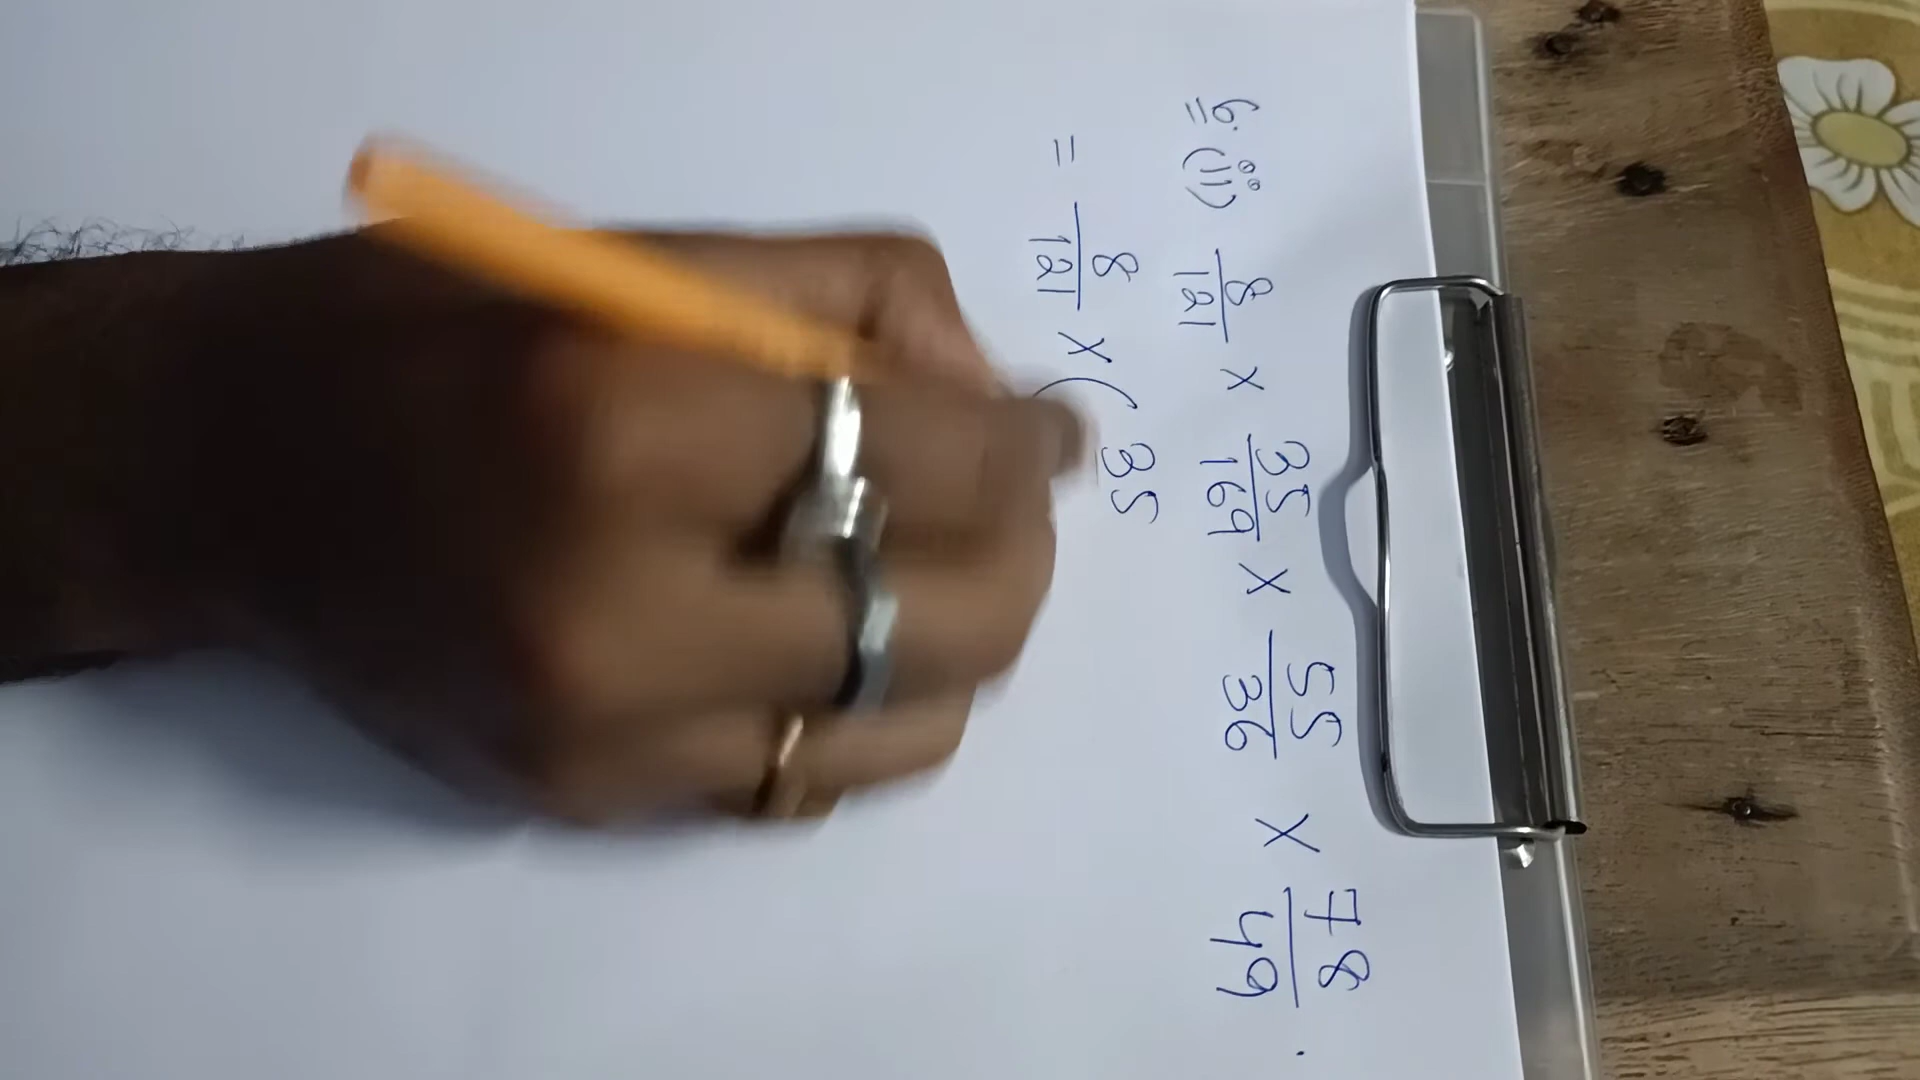 6. (ii) 8/121 × 35/169 × 55/36 × 78/49 .
= 8/121 × ( 35